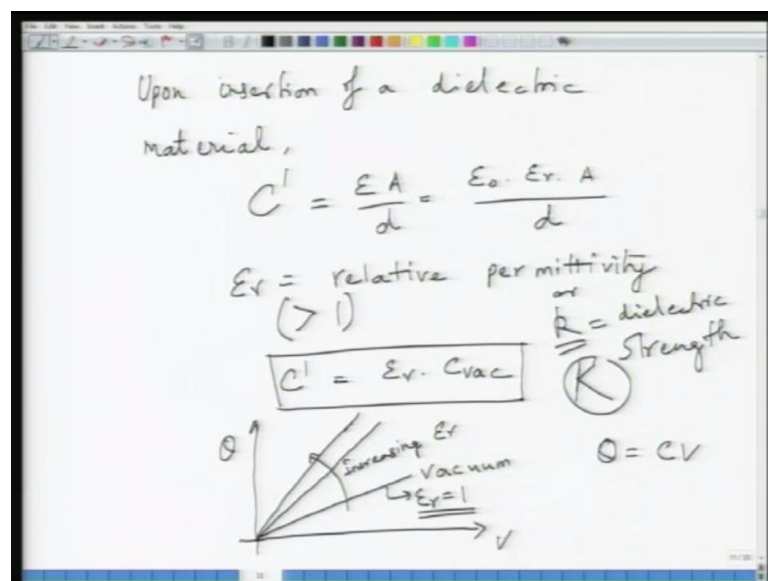 Upon insertion of a dielectric
material,
C' = εA/d = ε₀. εr. A/d
εr = relative permittivity
(> 1)
or
k = dielectric
strength
C' = εr. Cvac
K
Q
increasing εr
vacuum
εr = 1
V
Q = CV